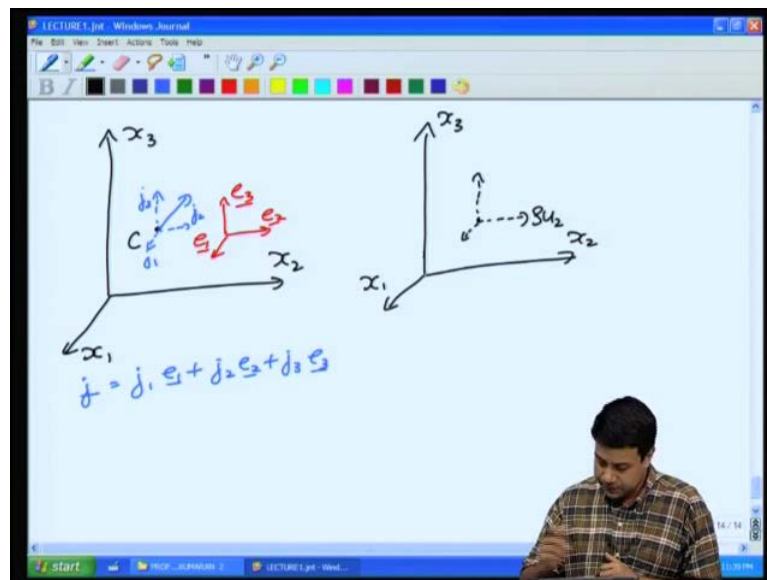 LECTURE1.jnt - Windows Journal
File Edit View Insert Actions Tools Help
B I
x₃
x₃
j₃
j₂
C
j₁
e₃
e₂
e₁
x₂
x₁
ρu₂
x₂
x₁
j = j₁ e₁ + j₂ e₂ + j₃ e₃
14 / 14
start
LECTURE1.jnt - Wind...